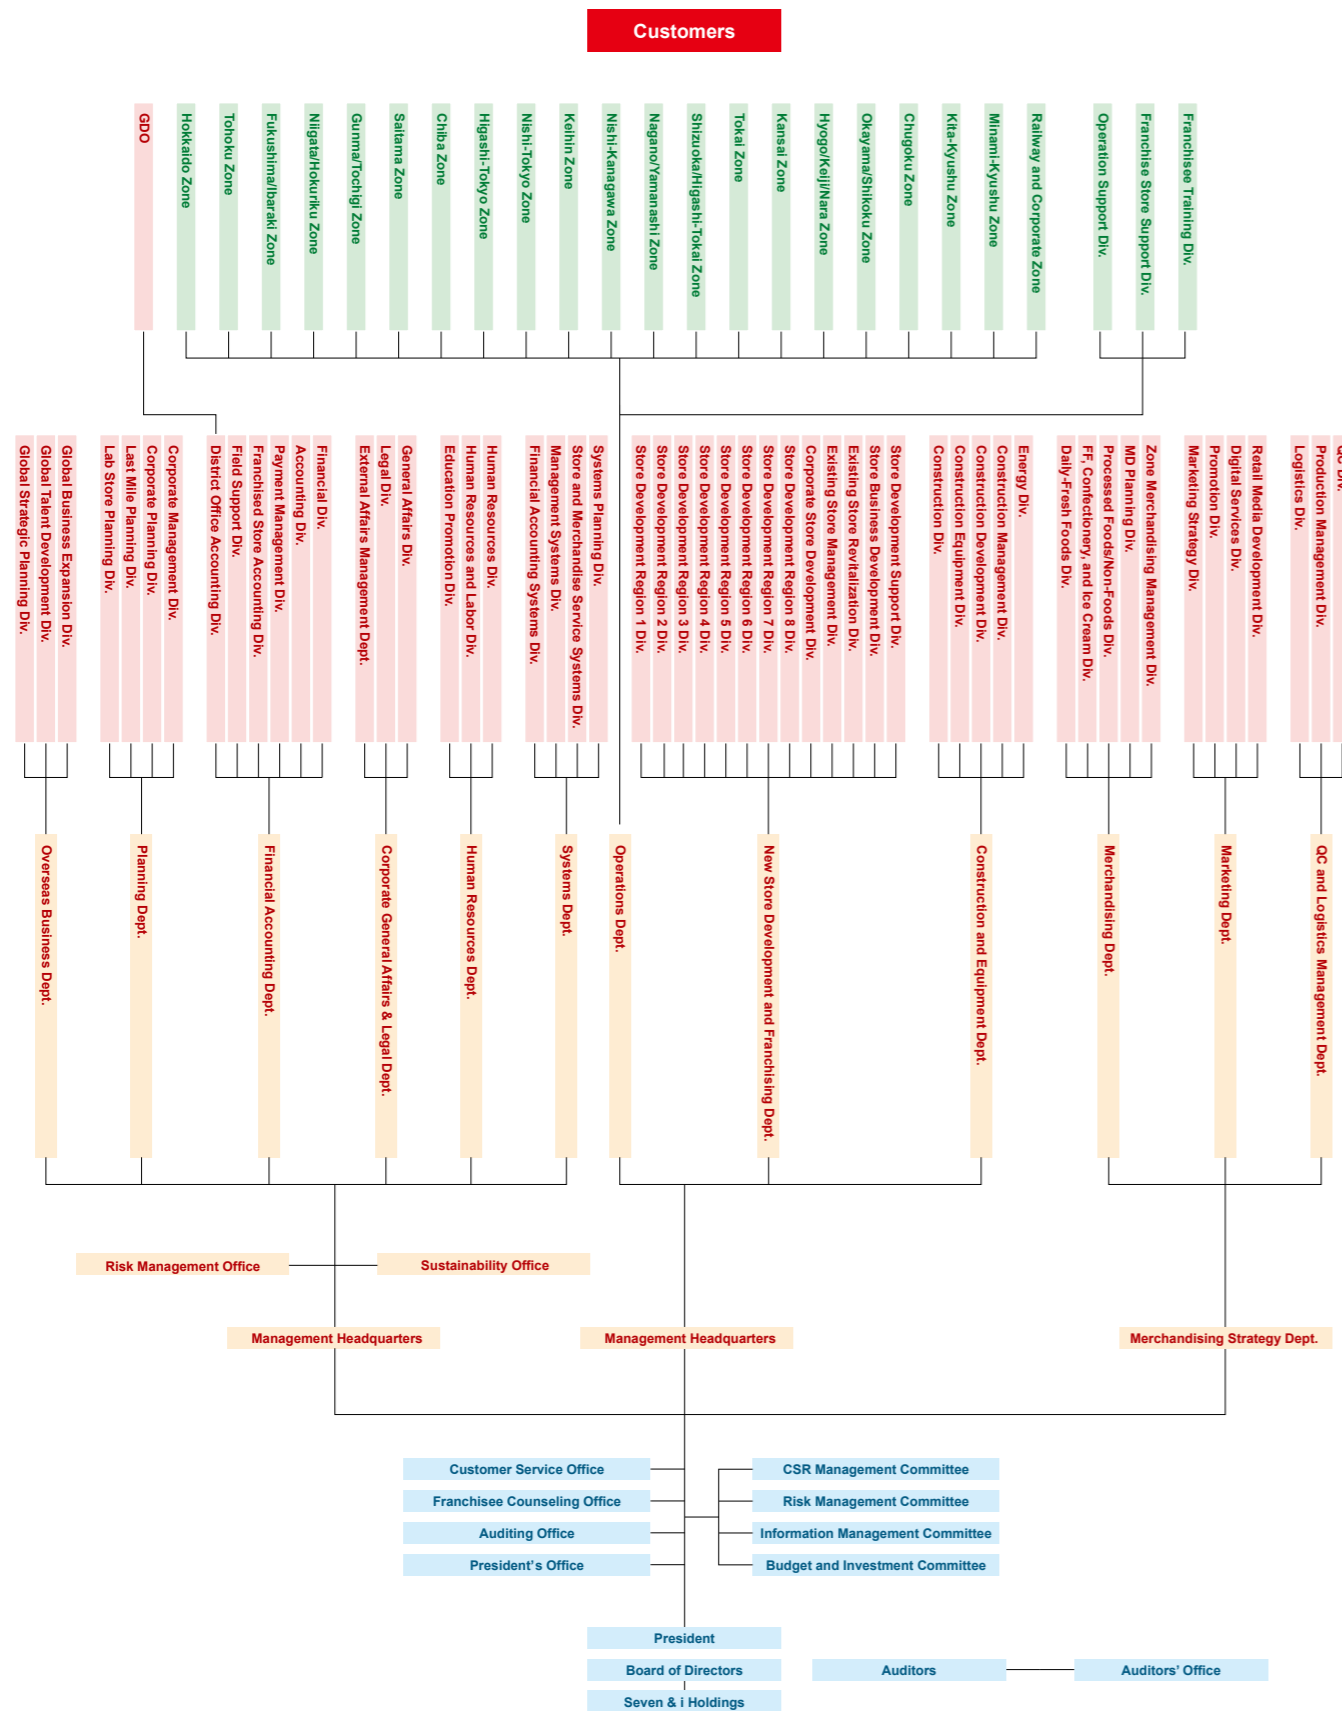 Customers
GDO
Hokkaido Zone
Tohoku Zone
Fukushima/Ibaraki Zone
Niigata/Hokuriku Zone
Gunma/Tochigi Zone
Saitama Zone
Chiba Zone
Higashi-Tokyo Zone
Nishi-Tokyo Zone
Keihin Zone
Nishi-Kanagawa Zone
Nagano/Yamanashi Zone
Shizuoka/Higashi-Tokai Zone
Tokai Zone
Kansai Zone
Hyogo/Keiji/Nara Zone
Okayama/Shikoku Zone
Chugoku Zone
Kita-Kyushu Zone
Minami-Kyushu Zone
Railway and Corporate Zone
Operation Support Div.
Franchise Store Support Div.
Franchisee Training Div.
Global Strategic Planning Div.
Global Talent Development Div.
Global Business Expansion Div.
Lab Store Planning Div.
Last Mile Planning Div.
Corporate Planning Div.
Corporate Management Div.
District Office Accounting Div.
Field Support Div.
Franchised Store Accounting Div.
Payment Management Div.
Accounting Div.
Financial Div.
External Affairs Management Dept.
Legal Div.
General Affairs Div.
Education Promotion Div.
Human Resources and Labor Div.
Human Resources Div.
Financial Accounting Systems Div.
Management Systems Div.
Store and Merchandise Service Systems Div.
Systems Planning Div.
Store Development Region 1 Div.
Store Development Region 2 Div.
Store Development Region 3 Div.
Store Development Region 4 Div.
Store Development Region 5 Div.
Store Development Region 6 Div.
Store Development Region 7 Div.
Store Development Region 8 Div.
Corporate Store Development Div.
Existing Store Management Div.
Existing Store Revitalization Div.
Store Business Development Div.
Store Development Support Div.
Construction Div.
Construction Equipment Div.
Construction Development Div.
Construction Management Div.
Energy Div.
Daily-Fresh Foods Div.
FF, Confectionery, and Ice Cream Div.
Processed Foods/Non-Foods Div.
MD Planning Div.
Zone Merchandising Management Div.
Marketing Strategy Div.
Promotion Div.
Digital Services Div.
Retail Media Development Div.
Logistics Div.
Production Management Div.
QC Div.
Overseas Business Dept.
Planning Dept.
Financial Accounting Dept.
Corporate General Affairs & Legal Dept.
Human Resources Dept.
Systems Dept.
Operations Dept.
New Store Development and Franchising Dept.
Construction and Equipment Dept.
Merchandising Dept.
Marketing Dept.
QC and Logistics Management Dept.
Risk Management Office
Sustainability Office
Management Headquarters
Management Headquarters
Merchandising Strategy Dept.
Customer Service Office
CSR Management Committee
Franchisee Counseling Office
Risk Management Committee
Auditing Office
Information Management Committee
President's Office
Budget and Investment Committee
President
Board of Directors
Auditors
Auditors' Office
Seven & i Holdings